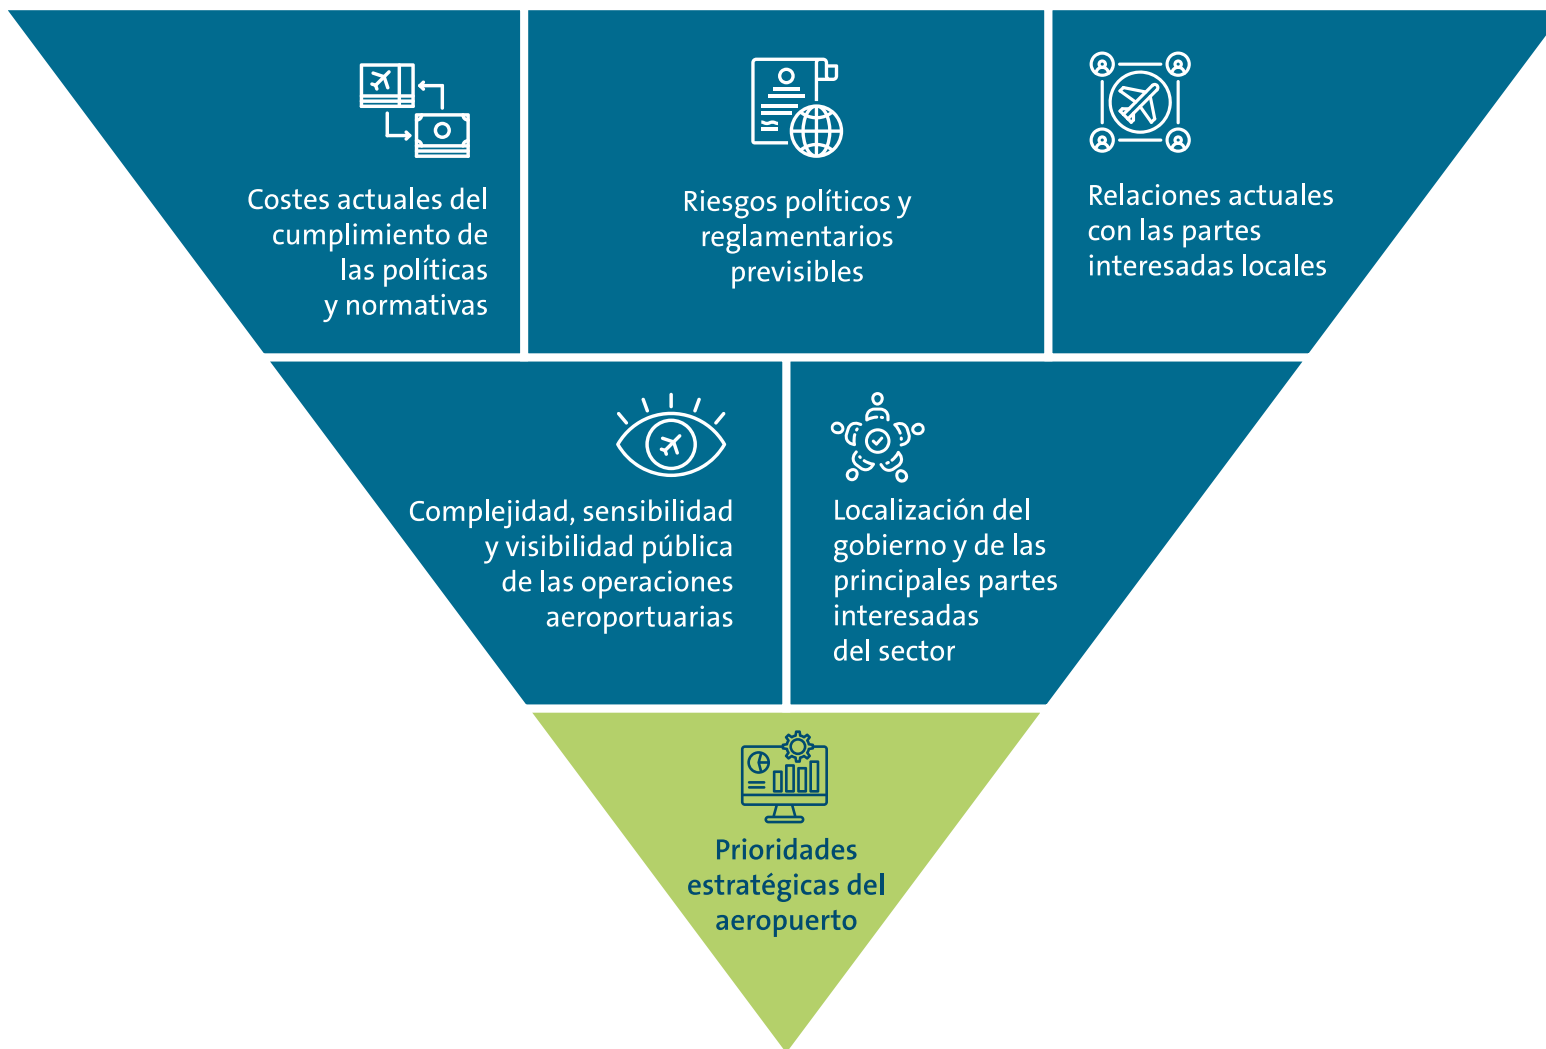 Costes actuales del
cumplimiento de
las políticas
y normativas
Riesgos políticos y
reglamentarios
previsibles
Relaciones actuales
con las partes
interesadas locales
Complejidad, sensibilidad
y visibilidad pública
de las operaciones
aeroportuarias
Localización del
gobierno y de las
principales partes
interesadas
del sector
Prioridades
estratégicas del
aeropuerto